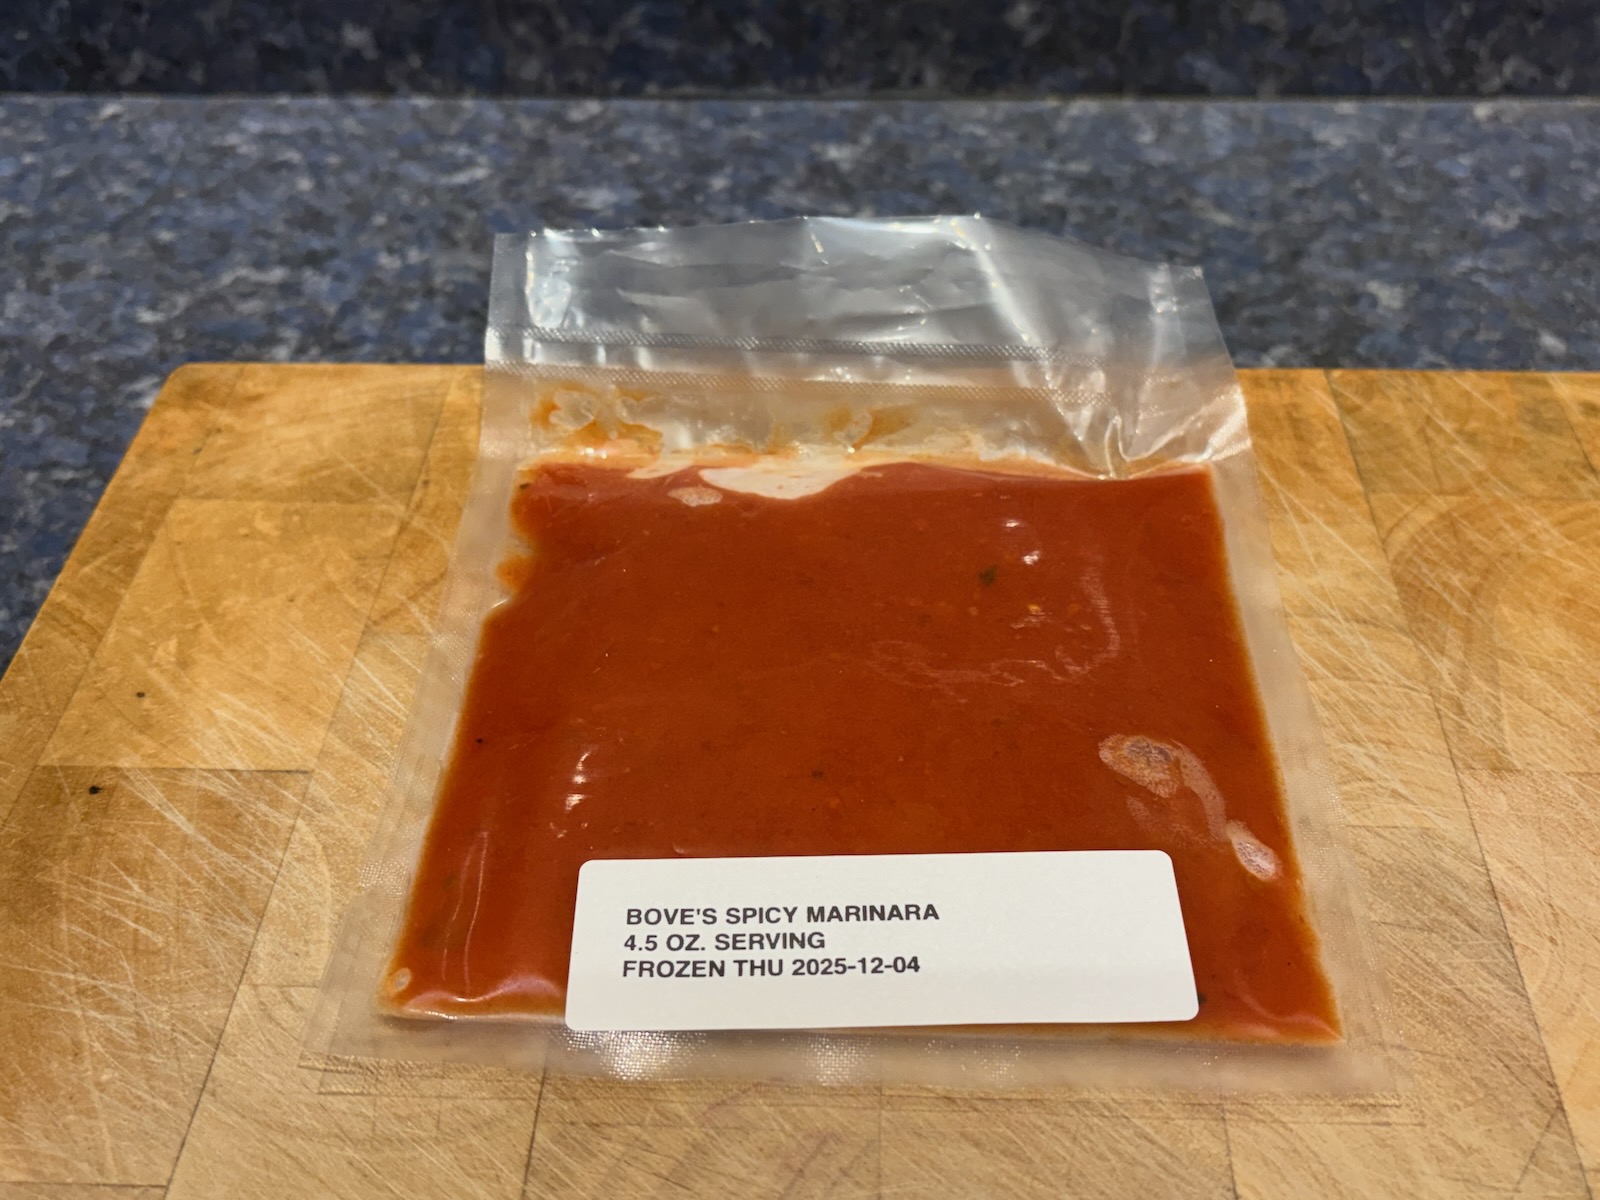 BOVE'S SPICY MARINARA
4.5 OZ. SERVING
FROZEN THU 2025-12-04